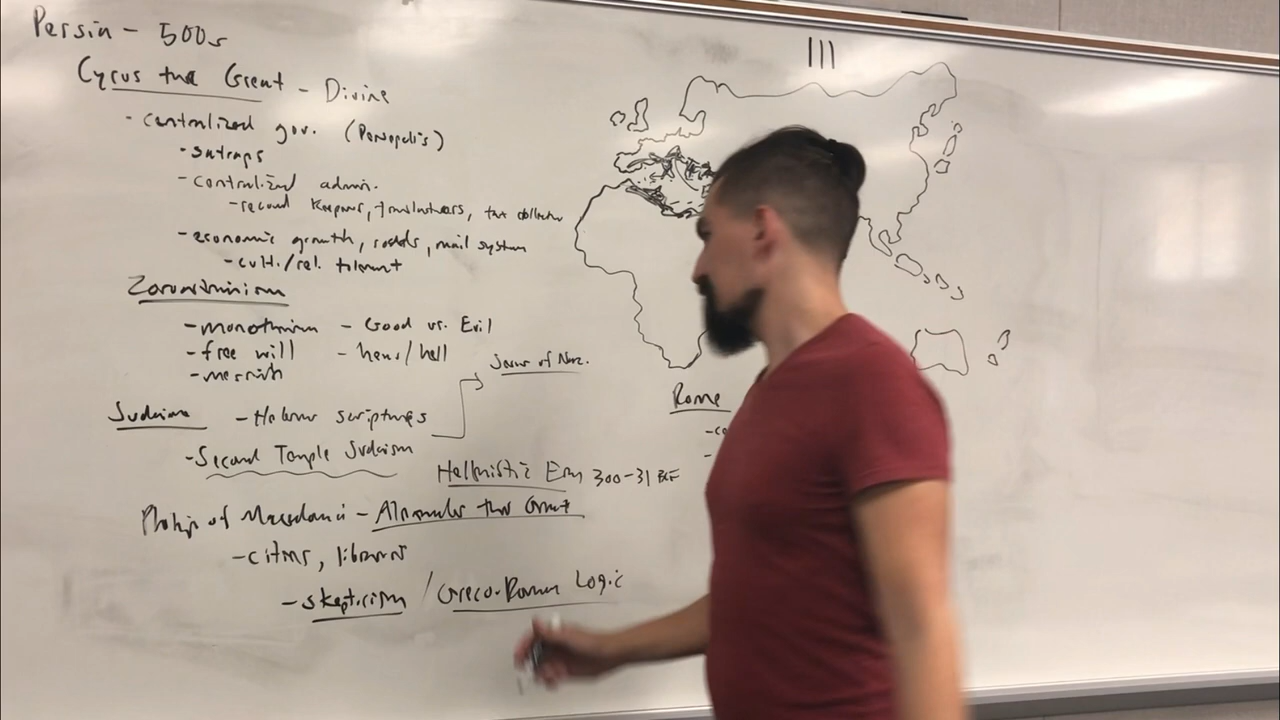 Persia - 500s
Cyrus the Great - Divine
- centralized gov. (Persepolis)
- satraps
- centralized admin.
- record keepers, translators, tax collector
- economic growth, roads, mail system
- cult./rel. tolerant
Zoroastrianism
- monotheism - Good vs. Evil
- free will - heav/hell
- messiah
Jesus of Naz.
Judaism - Hebrew scriptures
- Second Temple Judaism
Hellenistic Era 300-31 BCE
Philip of Macedonia - Alexander the Great
- cities, libraries
- skepticism / Greco-Roman Logic
III
Rome